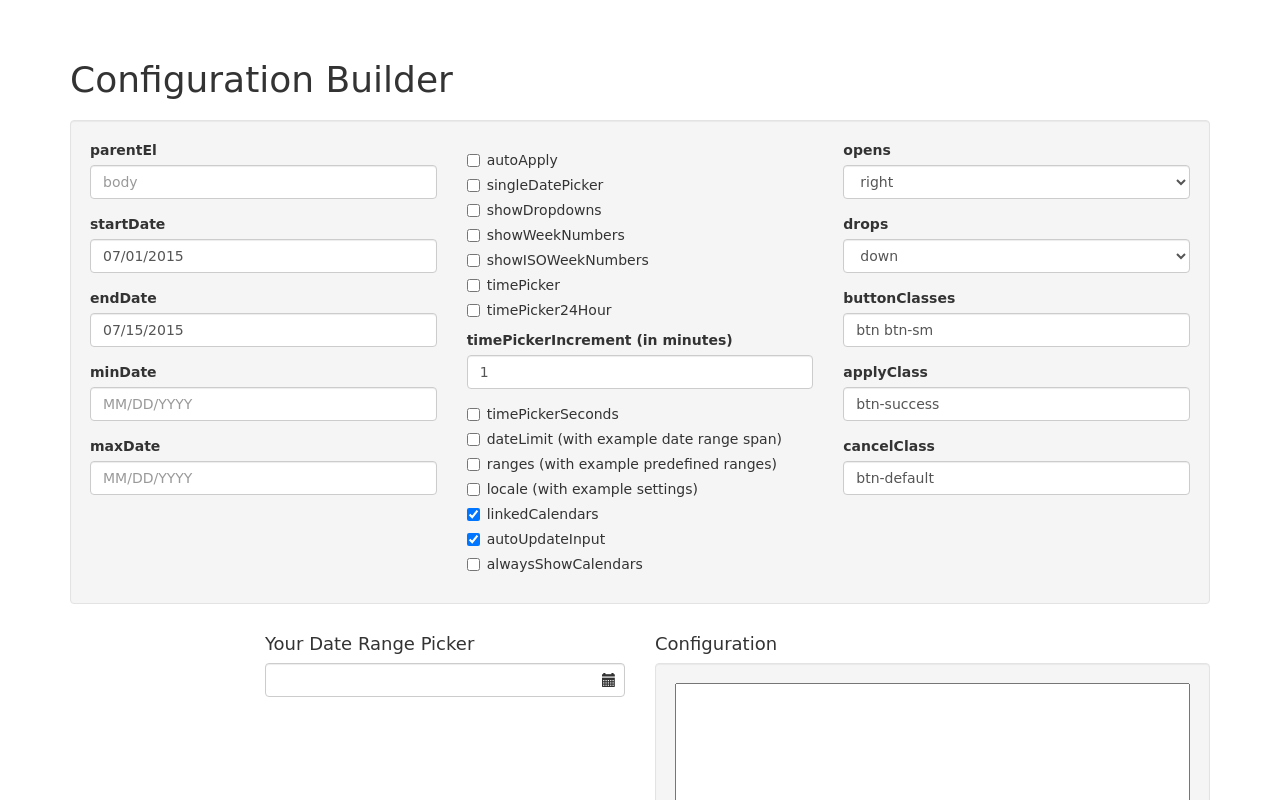 Configuration Builder
parentEl
body
startDate
07/01/2015
endDate
07/15/2015
minDate
MM/DD/YYYY
maxDate
MM/DD/YYYY
autoApply
singleDatePicker
showDropdowns
showWeekNumbers
showISOWeekNumbers
timePicker
timePicker24Hour
timePickerIncrement (in minutes)
1
timePickerSeconds
dateLimit (with example date range span)
ranges (with example predefined ranges)
locale (with example settings)
linkedCalendars
autoUpdateInput
alwaysShowCalendars
opens
right
drops
down
buttonClasses
btn btn-sm
applyClass
btn-success
cancelClass
btn-default
Your Date Range Picker
Configuration